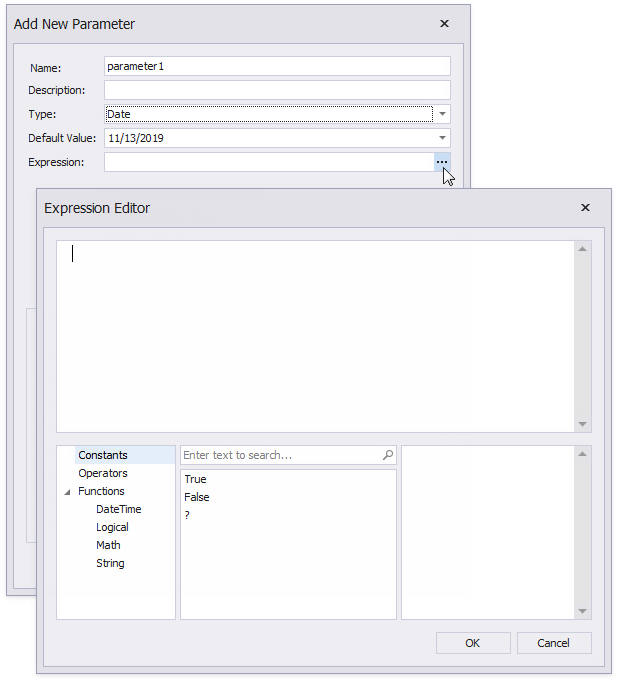 Add New Parameter
Name: parameter1
Description:
Type: Date
Default Value: 11/13/2019
Expression: ...
Expression Editor
Constants
Operators
Functions
DateTime
Logical
Math
String
Enter text to search...
True
False
?
OK Cancel